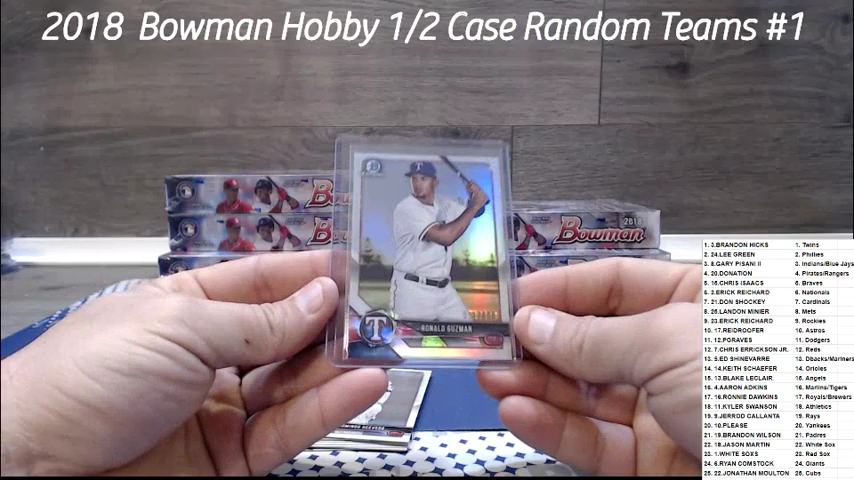 2018 Bowman Hobby 1/2 Case Random Teams #1
Bowman
2018
RONALD GUZMAN
1. 3.BRANDON HICKS 1. Twins
2. 24.LEE GREEN 2. Phillies
3. 8.GARY PISANI II 3. Indians/Blue Jays
4. 20.DONATION 4. Pirates/Rangers
5. 15.CHRIS ISAACS 5. Braves
6. 2.ERICK REICHARD 6. Nationals
7. 21.DON SHOCKEY 7. Cardinals
8. 25.LANDON MINIER 8. Mets
9. 23.ERICK REICHARD 9. Rockies
10. 17.REIDROOFER 10. Astros
11. 12.PGRAVES 11. Dodgers
12. 7.CHRIS ERRICKSON JR. 12. Reds
13. 5.ED SHINEVARRE 13. Dbacks/Mariners
14. 14.KEITH SCHAEFER 14. Orioles
15. 13.BLAKE LECLAIR 15. Angels
16. 4.AARON ADKINS 16. Marlins/Tigers
17. 16.RONNIE DAWKINS 17. Royals/Brewers
18. 11.KYLER SWANSON 18. Athletics
19. 9.JERROD CALLANTA 19. Rays
20. 10.PLEASE 20. Yankees
21. 19.BRANDON WILSON 21. Padres
22. 18.JASON MARTIN 22. White Sox
23. 1.WHITE SOXS 23. Red Sox
24. 6.RYAN COMSTOCK 24. Giants
25. 22.JONATHAN MOULTON 25. Cubs